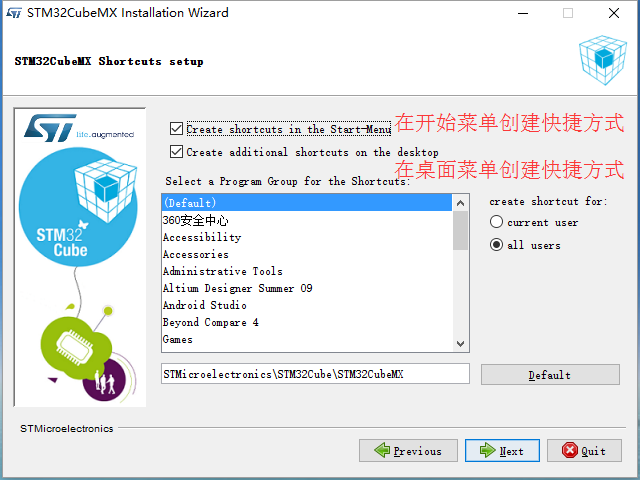 STM32CubeMX Installation Wizard
STM32CubeMX Shortcuts setup
ST life.augmented
STM32
Cube
Create shortcuts in the Start-Menu
在开始菜单创建快捷方式
Create additional shortcuts on the desktop
在桌面菜单创建快捷方式
Select a Program Group for the Shortcuts:
(Default)
360安全中心
Accessibility
Accessories
Administrative Tools
Altium Designer Summer 09
Android Studio
Beyond Compare 4
Games
create shortcut for:
current user
all users
STMicroelectronics\STM32Cube\STM32CubeMX
Default
STMicroelectronics
Previous
Next
Quit